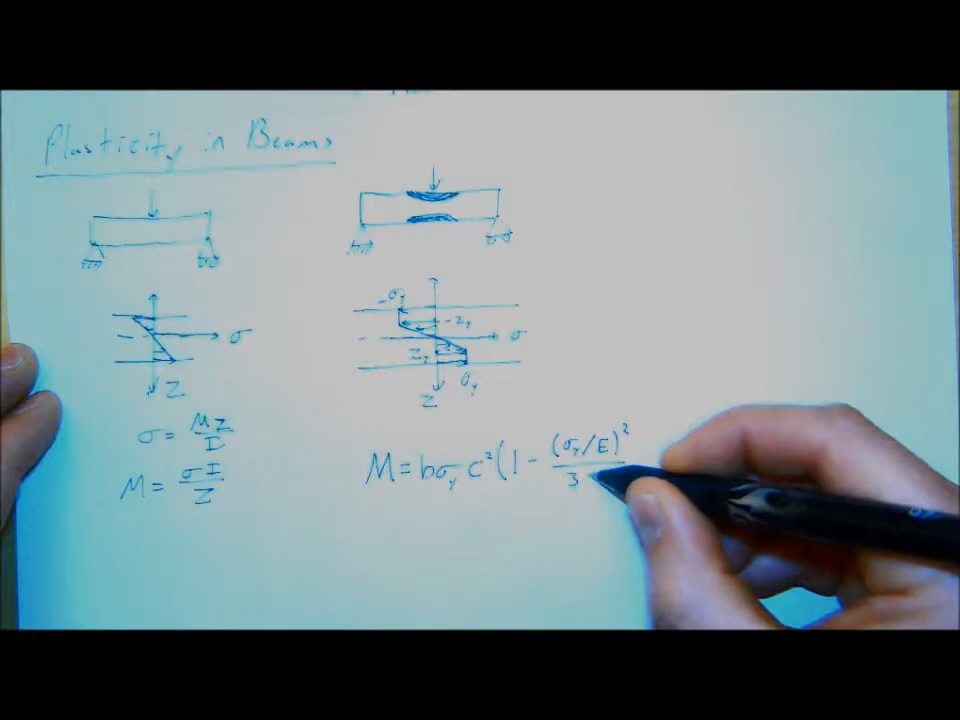 Plasticity in Beams
-σy
-zy
σ
σ
zy
σy
z
z
σ = Mz/I
M = σI/z
M = bσy c²(1 - (σy/E)²/3